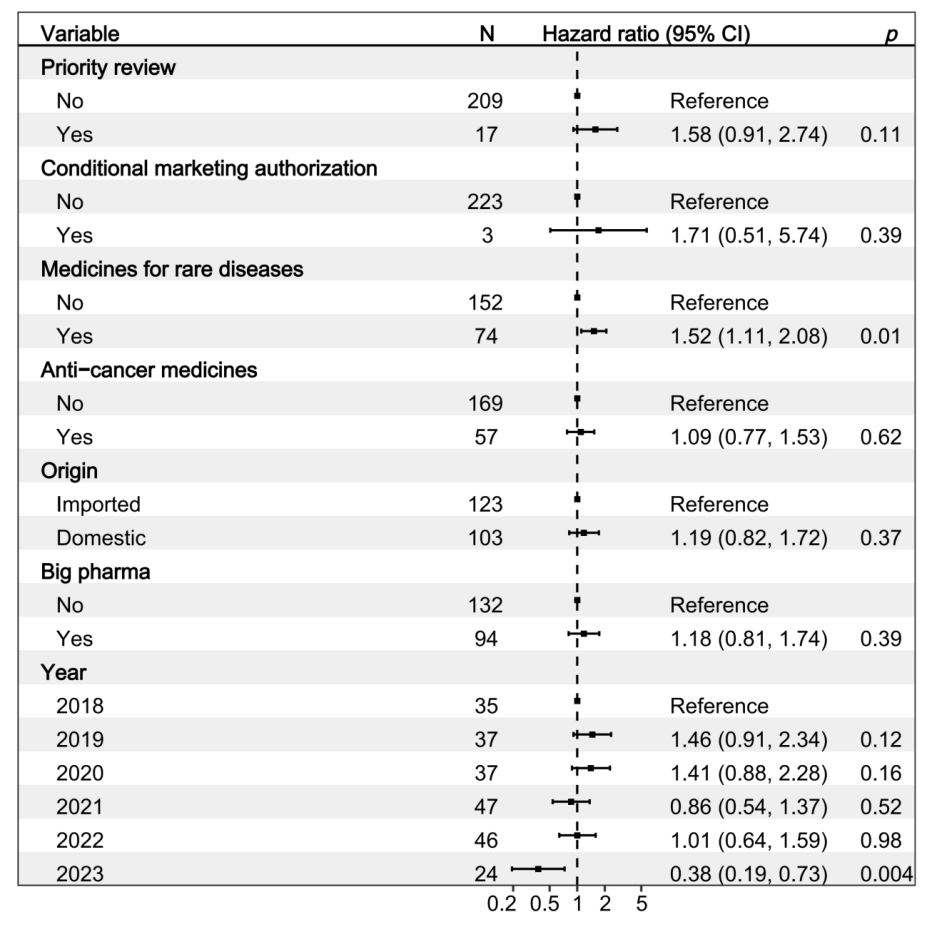 Variable N Hazard ratio (95% CI) p
Priority review
No 209 Reference
Yes 17 1.58 (0.91, 2.74) 0.11
Conditional marketing authorization
No 223 Reference
Yes 3 1.71 (0.51, 5.74) 0.39
Medicines for rare diseases
No 152 Reference
Yes 74 1.52 (1.11, 2.08) 0.01
Anti−cancer medicines
No 169 Reference
Yes 57 1.09 (0.77, 1.53) 0.62
Origin
Imported 123 Reference
Domestic 103 1.19 (0.82, 1.72) 0.37
Big pharma
No 132 Reference
Yes 94 1.18 (0.81, 1.74) 0.39
Year
2018 35 Reference
2019 37 1.46 (0.91, 2.34) 0.12
2020 37 1.41 (0.88, 2.28) 0.16
2021 47 0.86 (0.54, 1.37) 0.52
2022 46 1.01 (0.64, 1.59) 0.98
2023 24 0.38 (0.19, 0.73) 0.004
0.2 0.5 1 2 5